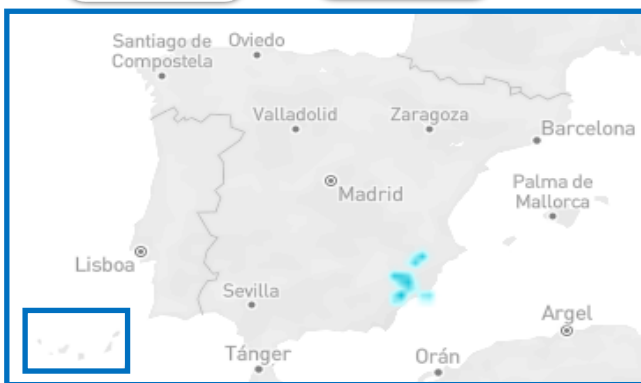 Santiago de
Compostela
Oviedo
Valladolid
Zaragoza
Barcelona
Madrid
Palma de
Mallorca
Lisboa
Sevilla
Argel
Tánger
Orán